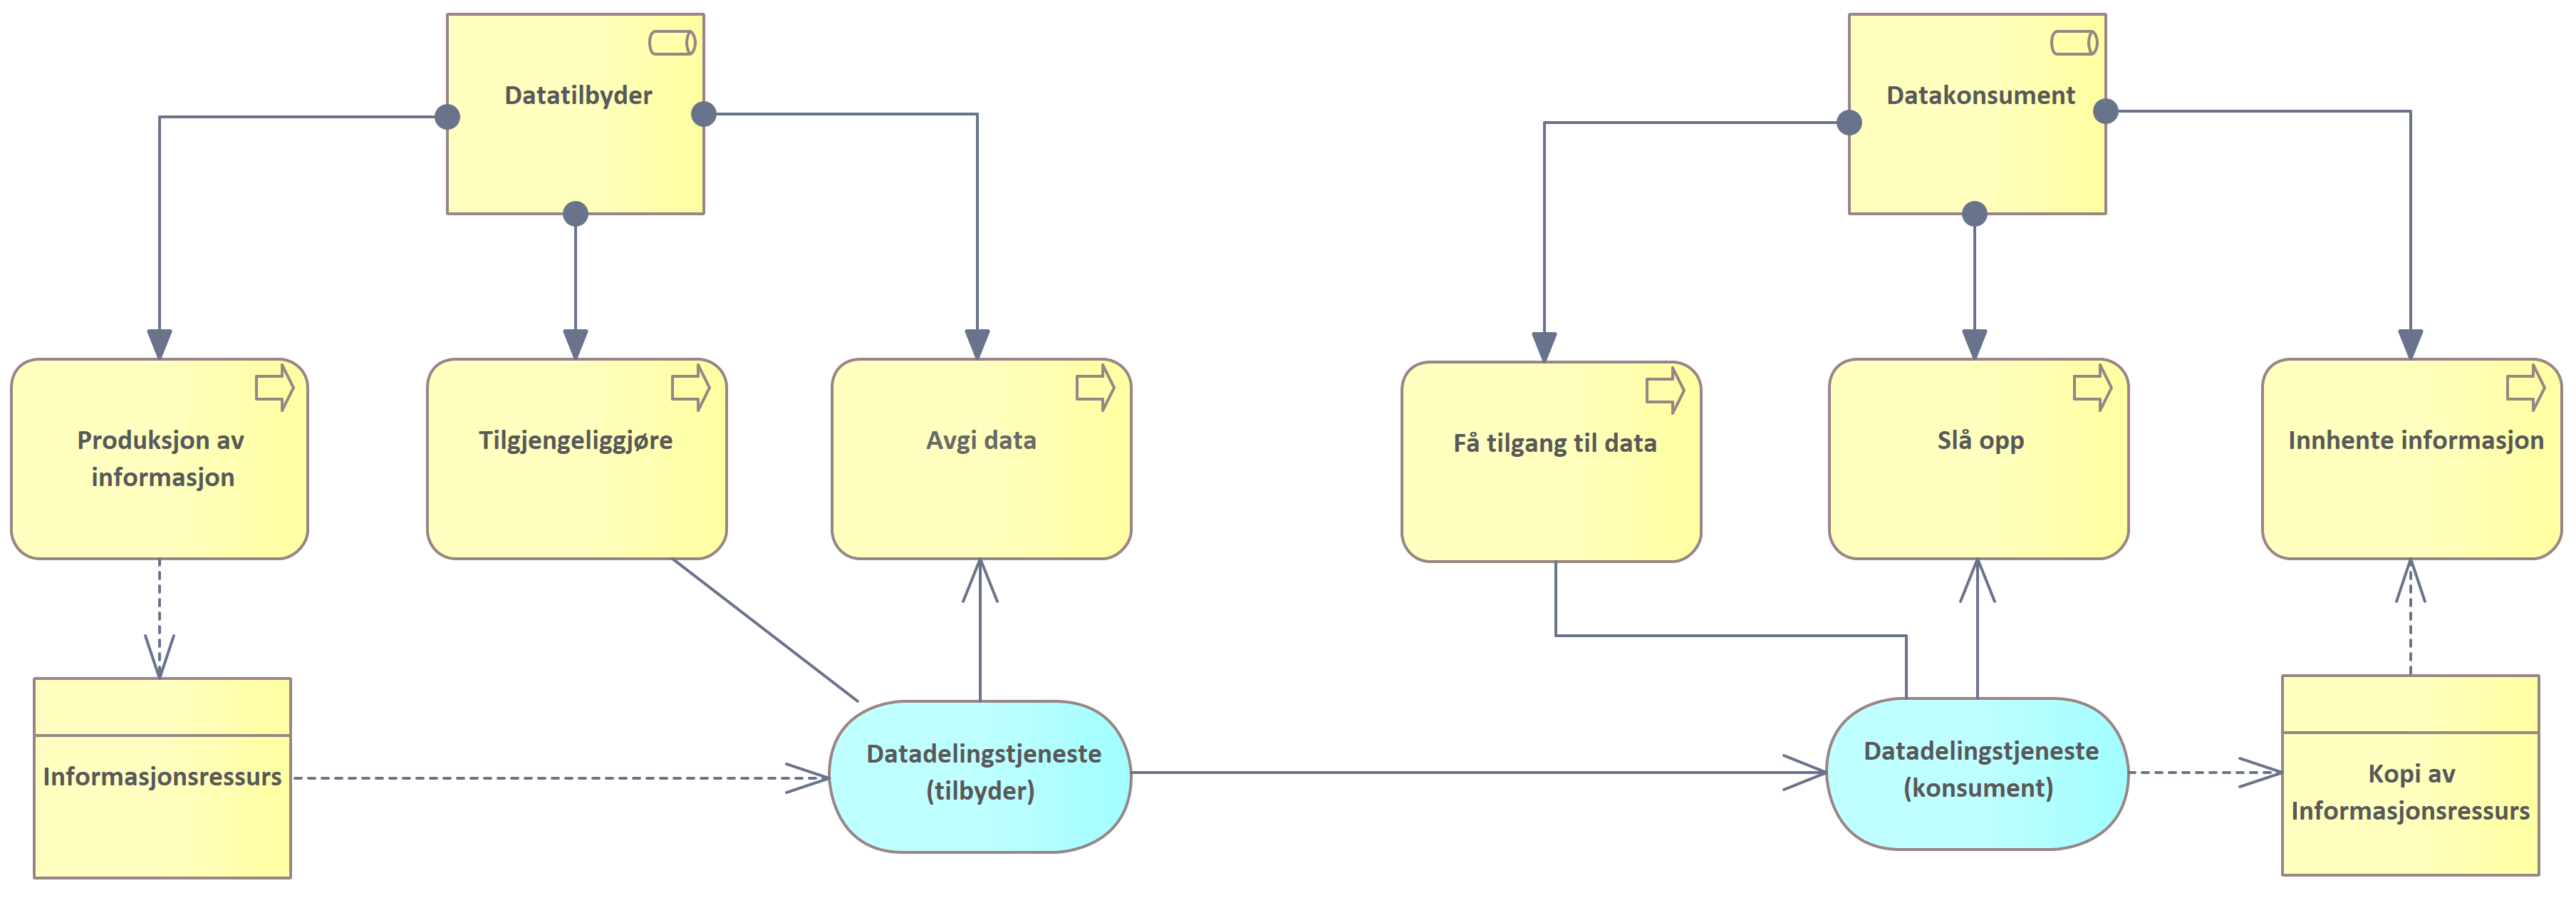 Datatilbyder
Datakonsument
Produksjon av
informasjon
Tilgjengeliggjøre
Avgi data
Få tilgang til data
Slå opp
Innhente informasjon
Informasjonsressurs
Datadelingstjeneste
(tilbyder)
Datadelingstjeneste
(konsument)
Kopi av
Informasjonsressurs